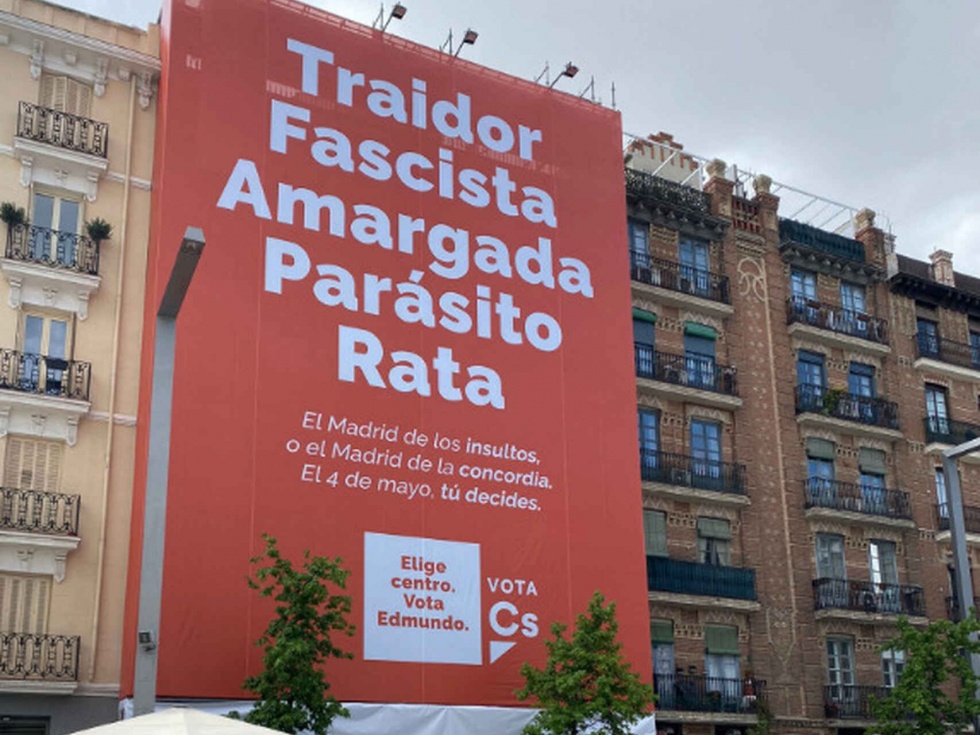 Traidor
Fascista
Amargada
Parásito
Rata
El Madrid de los insultos,
o el Madrid de la concordia.
El 4 de mayo, tú decides.
Elige
centro.
Vota
Edmundo.
VOTA
Cs